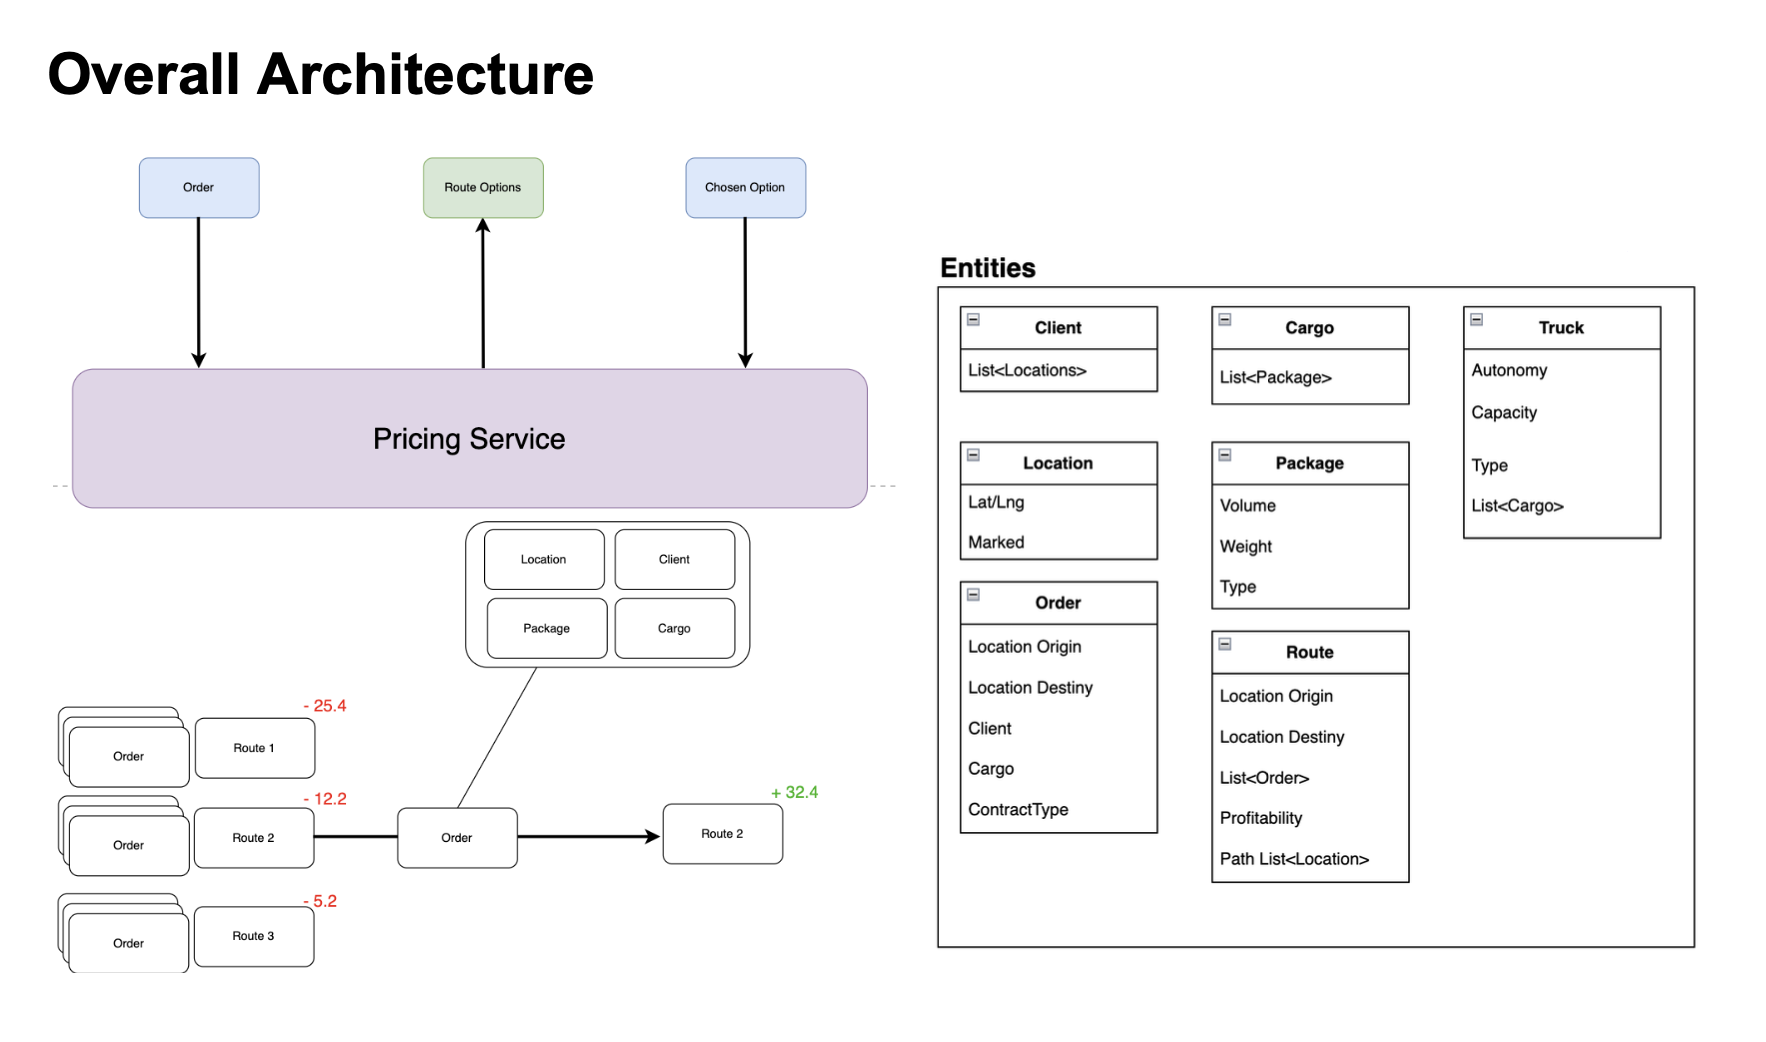 Overall Architecture
Order
Route Options
Chosen Option
Pricing Service
Location
Client
Package
Cargo
- 25.4
Order
Route 1
- 12.2
Order
Route 2
Order
+ 32.4
Route 2
- 5.2
Order
Route 3
Entities
Client
List<Locations>
Cargo
List<Package>
Truck
Autonomy
Capacity
Type
List<Cargo>
Location
Lat/Lng
Marked
Package
Volume
Weight
Type
Order
Location Origin
Location Destiny
Client
Cargo
ContractType
Route
Location Origin
Location Destiny
List<Order>
Profitability
Path List<Location>